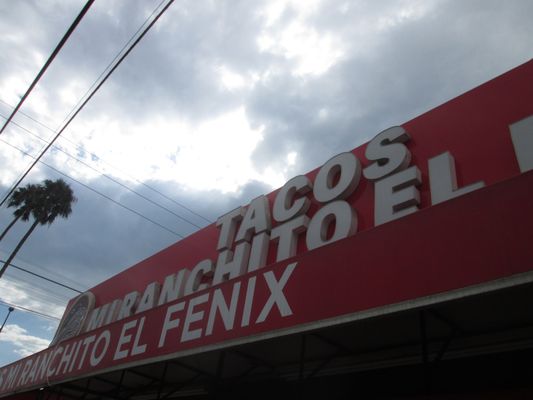 TACOS
MI RANCHITO EL
MI RANCHITO EL FENIX